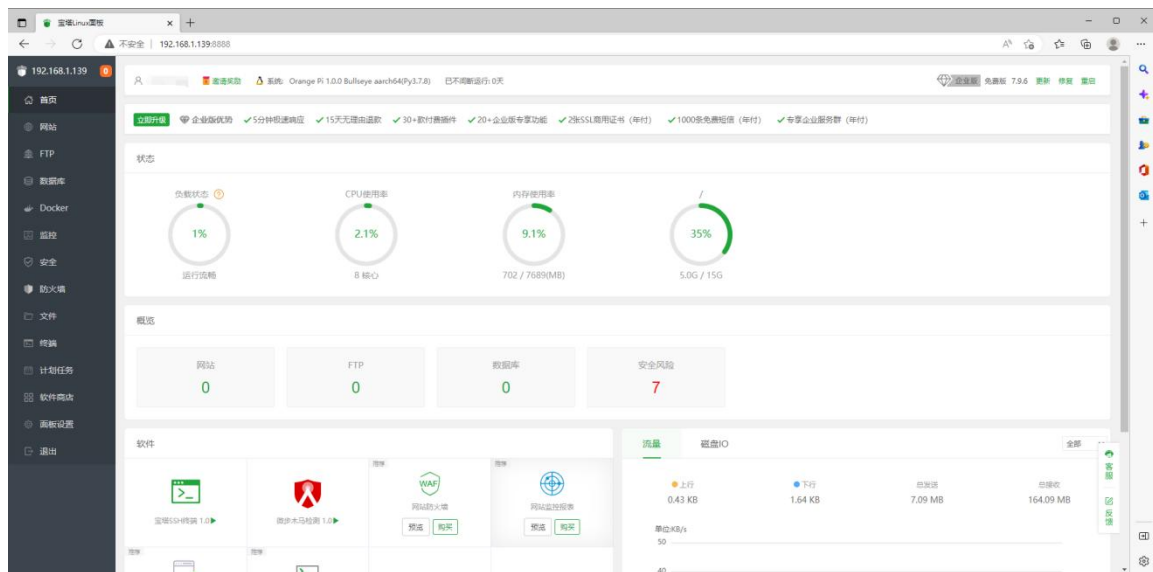 宝塔Linux面板
不安全 | 192.168.1.139:8888
192.168.1.139 0
首页
网站
FTP
数据库
Docker
监控
安全
防火墙
文件
终端
计划任务
软件商店
面板设置
退出
邀请奖励 系统: Orange Pi 1.0.0 Bullseye aarch64(Py3.7.8) 已不间断运行: 0天 企业版 免费版 7.9.6 更新 修复 重启
立即升级 企业版优势 5分钟极速响应 15天无理由退款 30+款付费插件 20+企业版专享功能 2张SSL商用证书 (年付) 1000条免费短信 (年付) 专享企业服务群 (年付)
状态
负载状态 CPU使用率 内存使用率 /
1% 2.1% 9.1% 35%
运行流畅 8 核心 702 / 7689(MB) 5.0G / 15G
概览
网站 FTP 数据库 安全风险
0 0 0 7
软件
推荐 推荐
WAF
宝塔SSH终端 1.0 微步木马检测 1.0 网站防火墙 网站监控报表
预览 购买 预览 购买
推荐 推荐
流量 磁盘IO 全部
上行 下行 总发送 总接收
0.43 KB 1.64 KB 7.09 MB 164.09 MB
单位:KB/s
50
40
客服
反馈